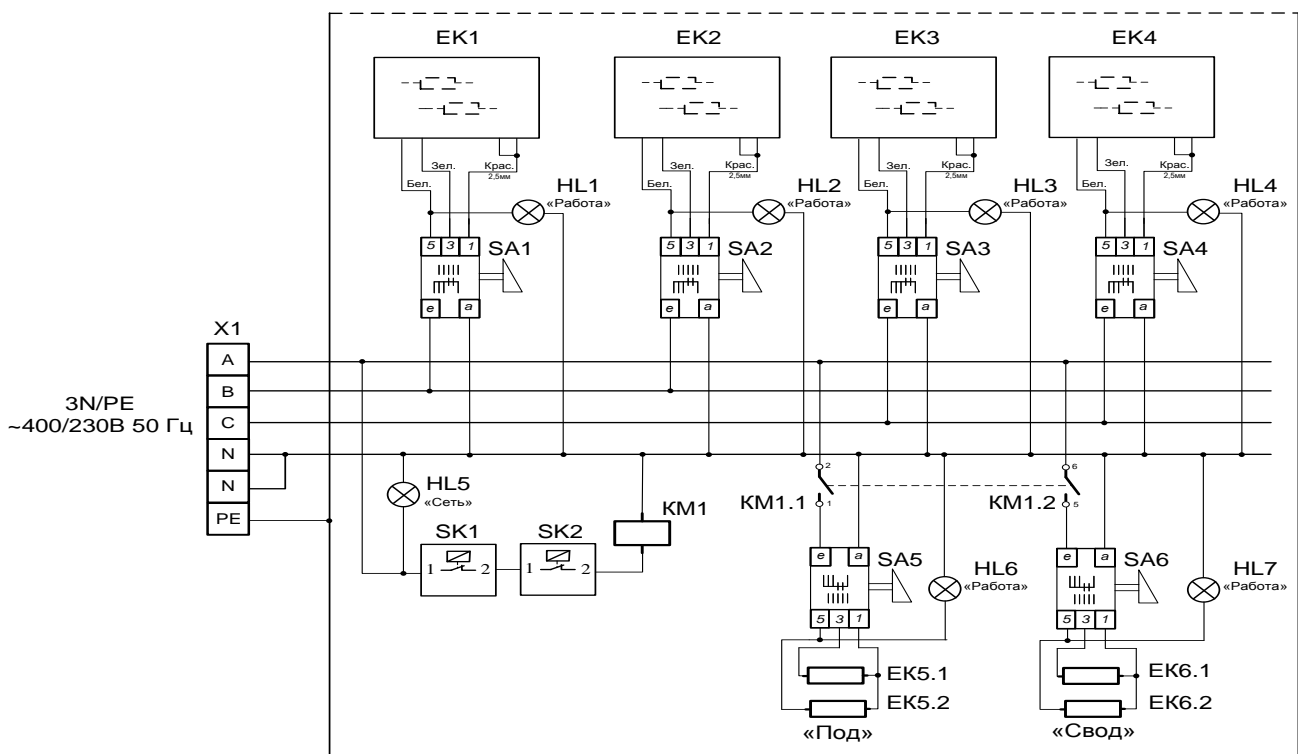 EK1 EK2 EK3 EK4
Зел. Крас. Зел. Крас. Зел. Крас. Зел. Крас.
2,5мм 2,5мм 2,5мм 2,5мм
Бел. Бел. Бел. Бел.
HL1 HL2 HL3 HL4
«Работа» «Работа» «Работа» «Работа»
5 3 1 5 3 1 5 3 1 5 3 1
SA1 SA2 SA3 SA4
e a e a e a e a
X1
A
B
C
N
N
PE
3N/PE
~400/230В 50 Гц
HL5
«Сеть»
SK1 SK2
1 2 1 2
КМ1
2 6
КМ1.1 КМ1.2
1 5
e a e a
SA5 SA6
5 3 1 5 3 1
HL6 HL7
«Работа» «Работа»
EK5.1 EK6.1
EK5.2 EK6.2
«Под» «Свод»